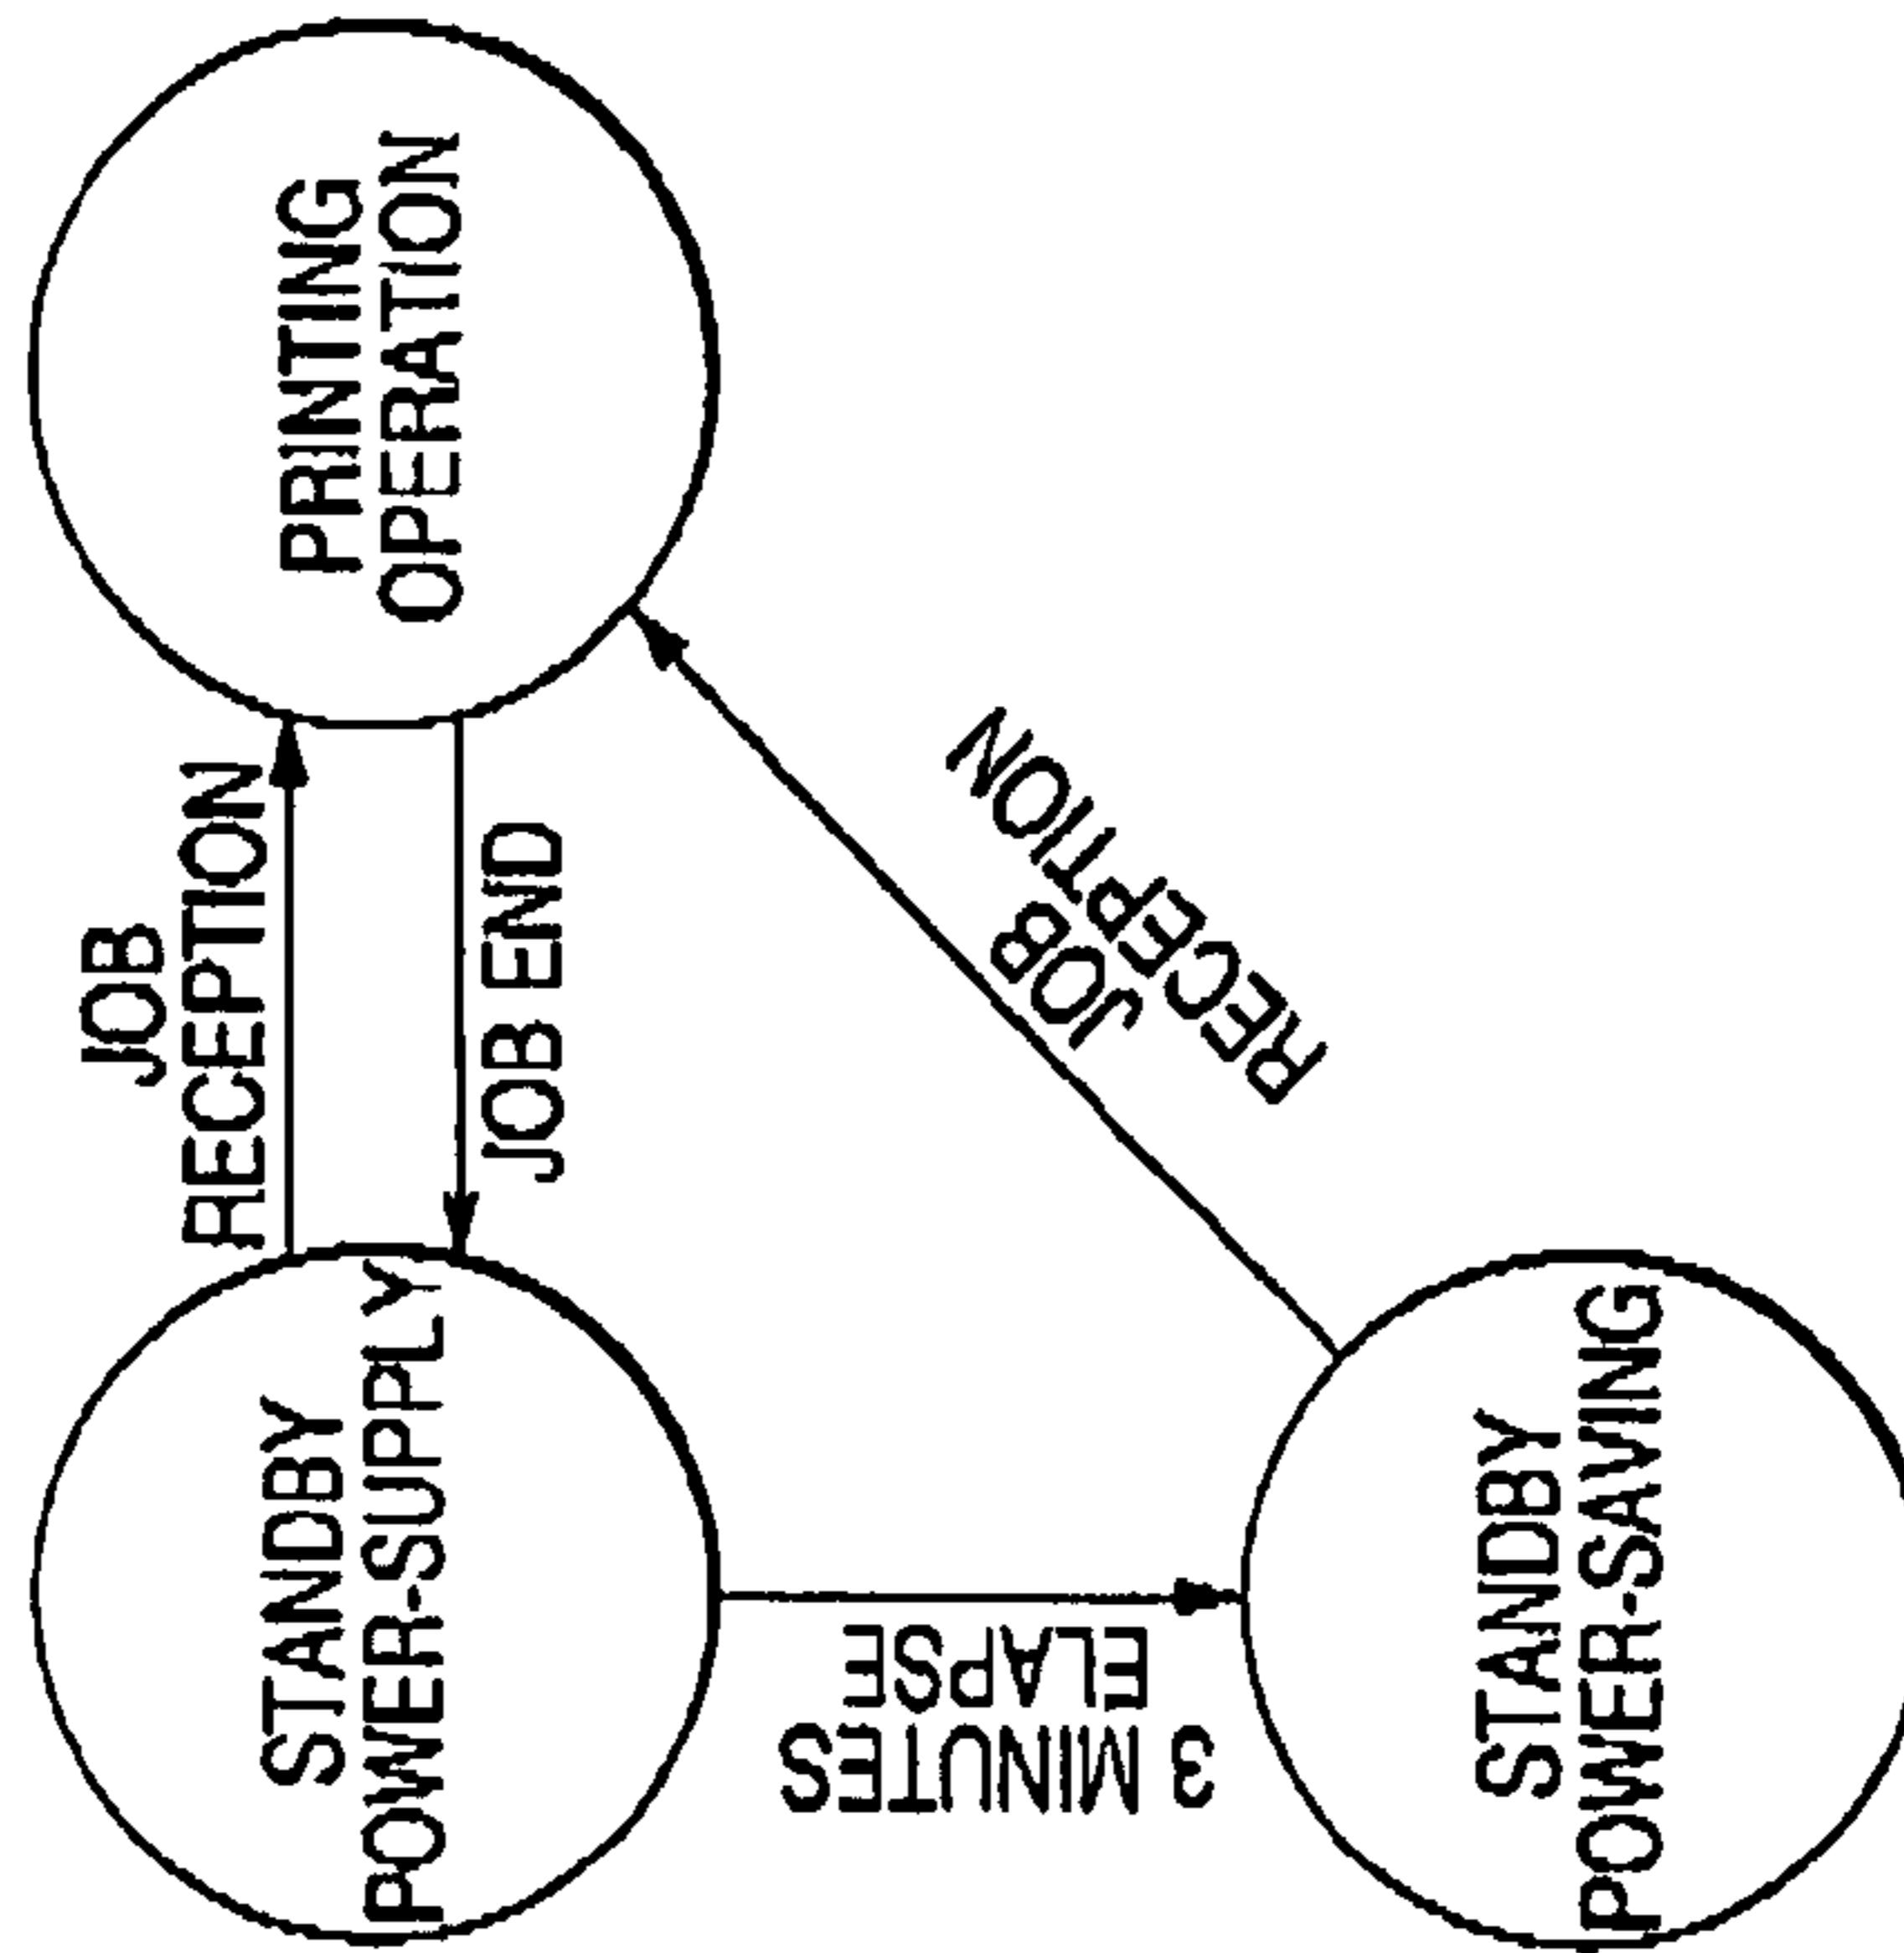 STANDBY
POWER-SUPPLY
JOB
RECEPTION
JOB END
PRINTING
OPERATION
3 MINUTES
ELAPSE
JOB
RECEPTION
STANDBY
POWER-SAVING